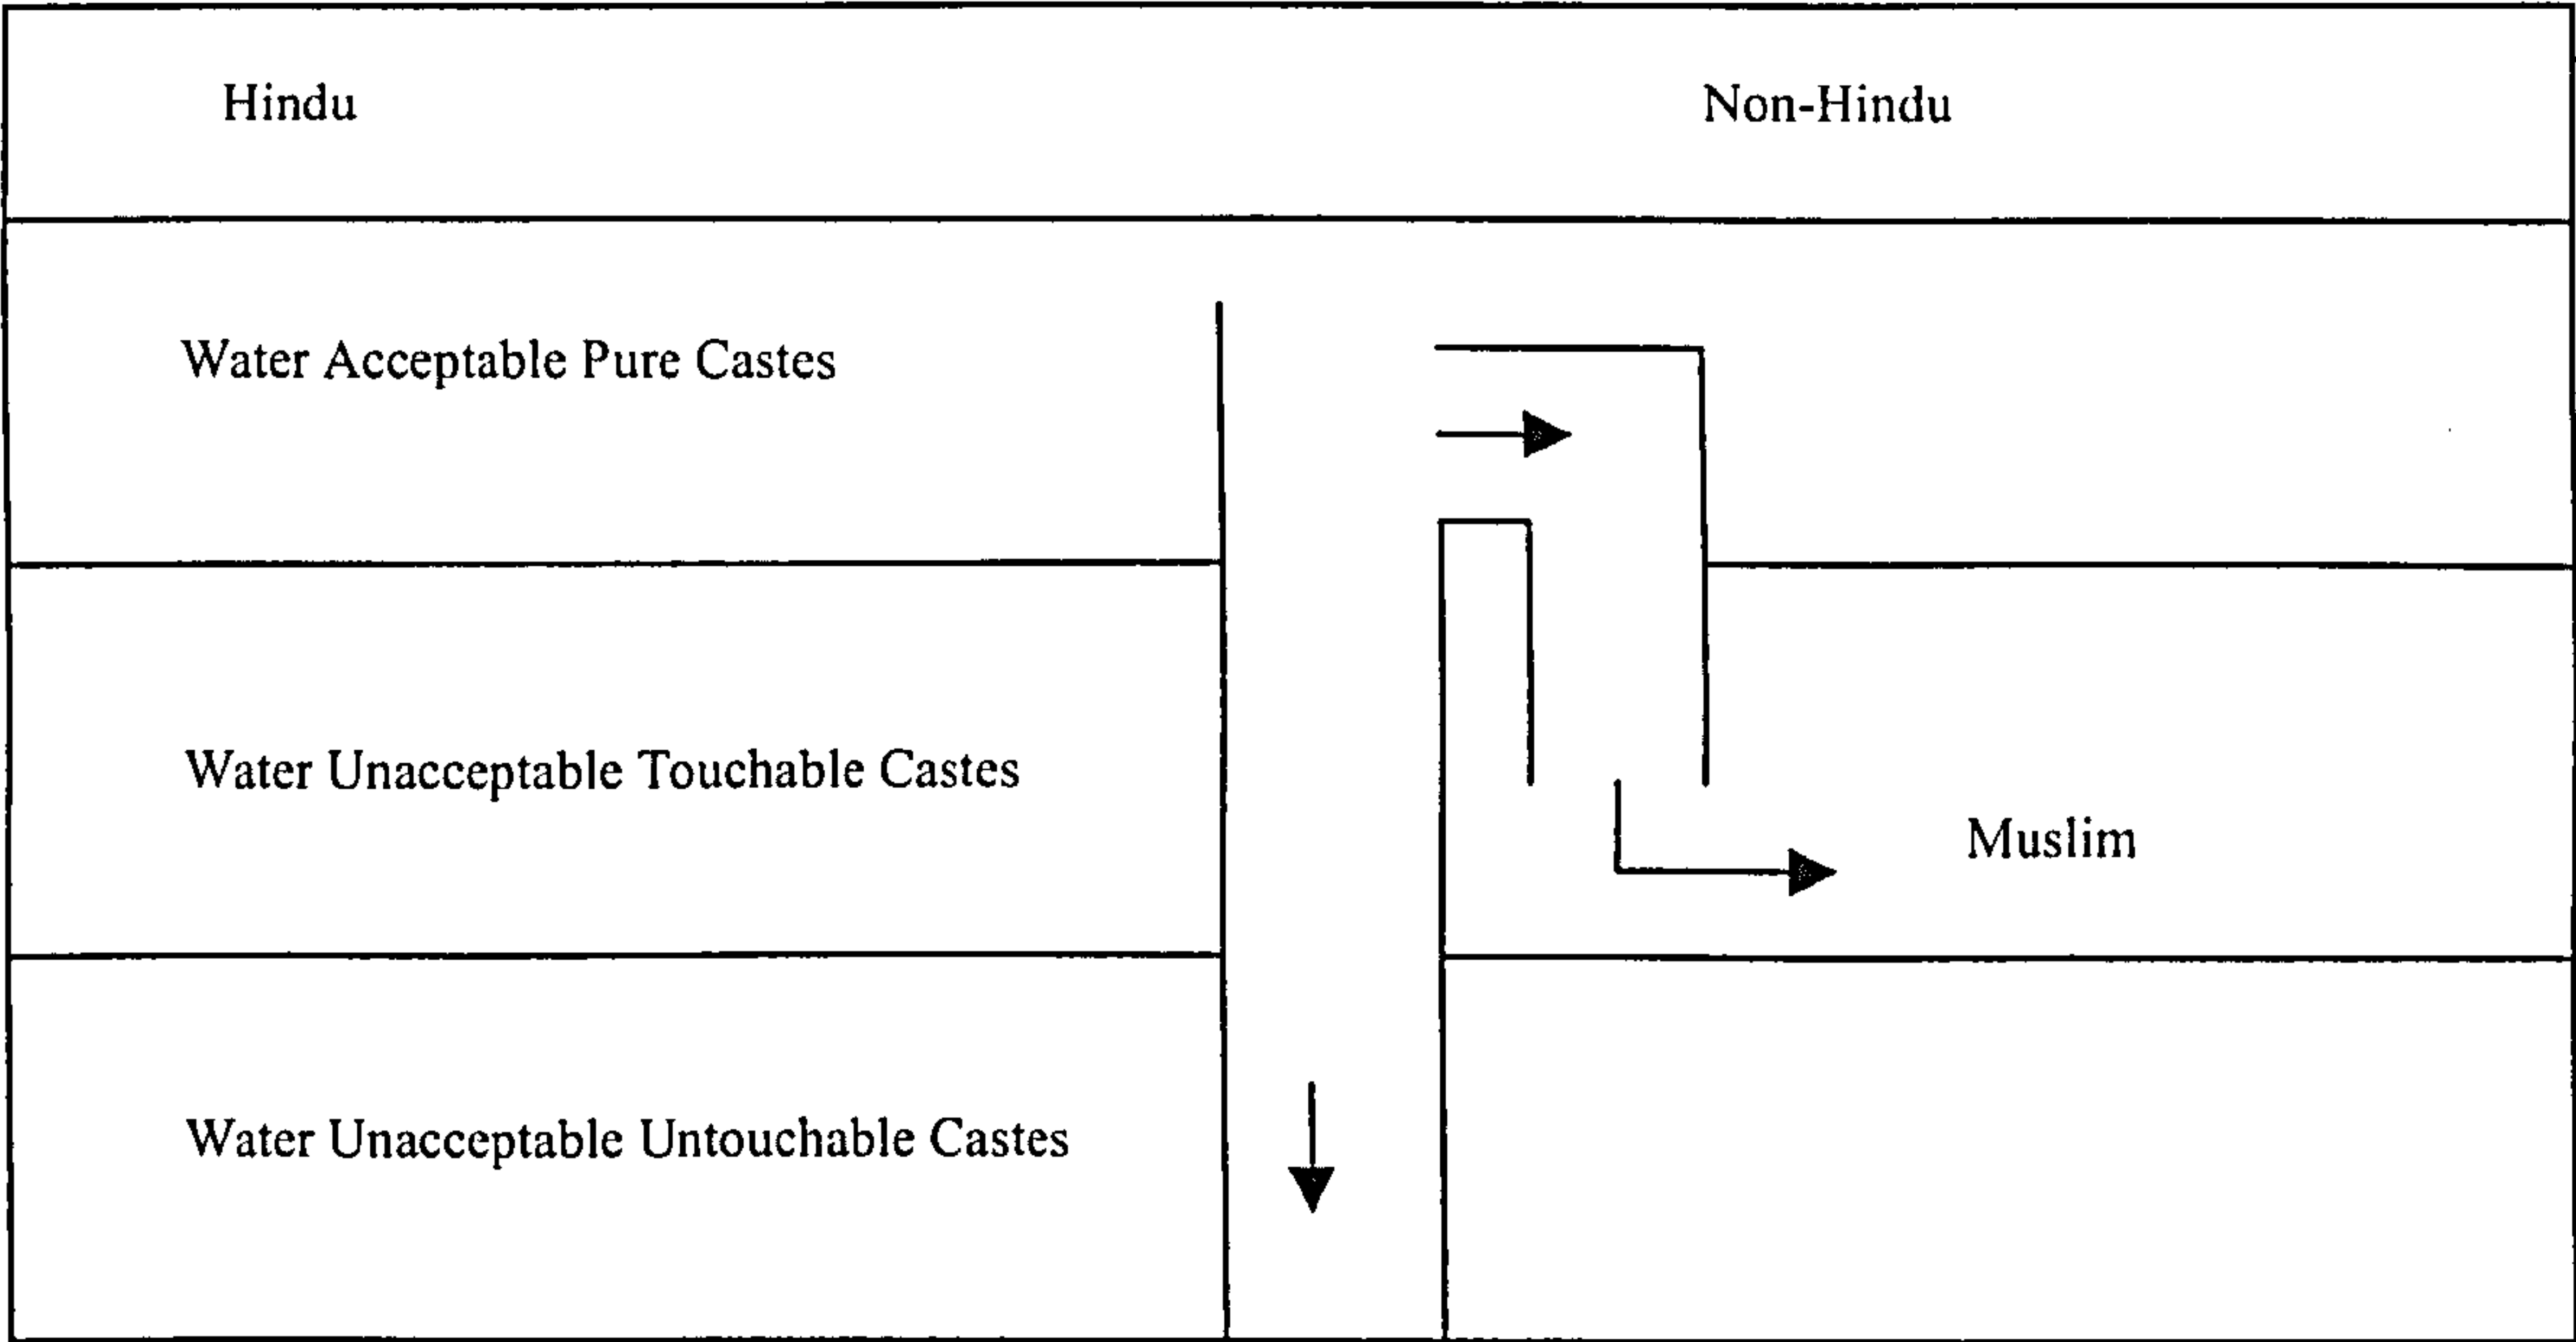 Hindu
Non-Hindu
Water Acceptable Pure Castes
Water Unacceptable Touchable Castes
Muslim
Water Unacceptable Untouchable Castes